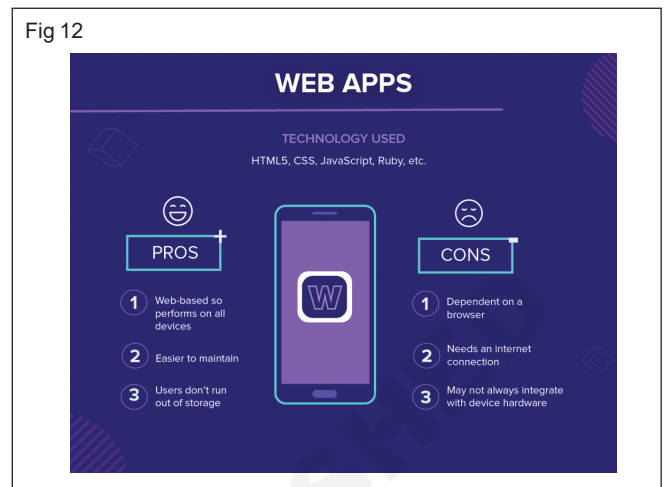 Fig 12
WEB APPS
TECHNOLOGY USED
HTML5, CSS, JavaScript, Ruby, etc.
PROS
1 Web-based so
performs on all
devices
2 Easier to maintain
3 Users don't run
out of storage
W
CONS
1 Dependent on a
browser
2 Needs an internet
connection
3 May not always integrate
with device hardware